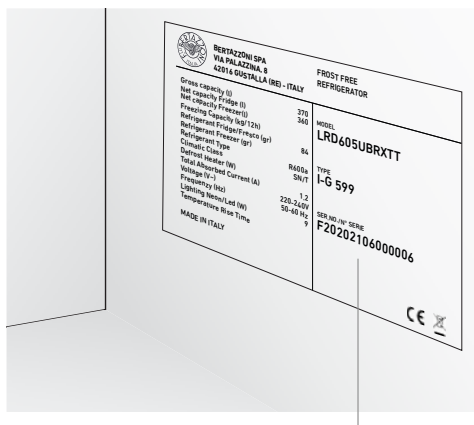 BERTAZZONI
BERTAZZONI SPA
VIA PALAZZINA, 8
42016 GUSTALLA (RE) - ITALY
FROST FREE
REFRIGERATOR
Gross capacity (l) 370
Net capacity Fridge (l) 360
Net capacity Freezer(l)
Freezing Capacity (kg/12h)
Refrigerant Fridge/Fresco (gr) 84
Refrigerant Freezer (gr)
Refrigerant Type R600a
Climatic Class SN/T
Defrost Heater (W)
Total Absorbed Current (A) 1.2
Voltage (V~) 220-240V
Frequenzy (Hz) 50-60 Hz
Lighting Neon/Led (W) 9
Temperature Rise Time
MADE IN ITALY
MODEL
LRD605UBRXTT
TYPE
I-G 599
SER.NO./N° SERIE
F20202106000006
CE